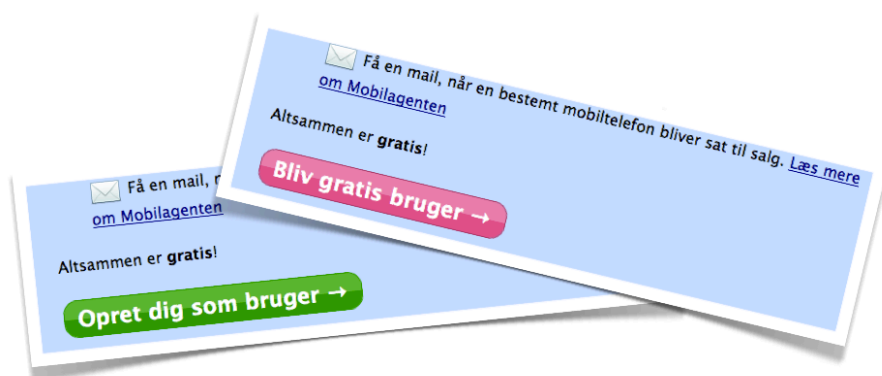 Få en mail, når en bestemt mobiltelefon bliver sat til salg. Læs mere
om Mobilagenten
Altsammen er gratis!
Bliv gratis bruger →
Få en mail,
om Mobilagenten
Altsammen er gratis!
Opret dig som bruger →